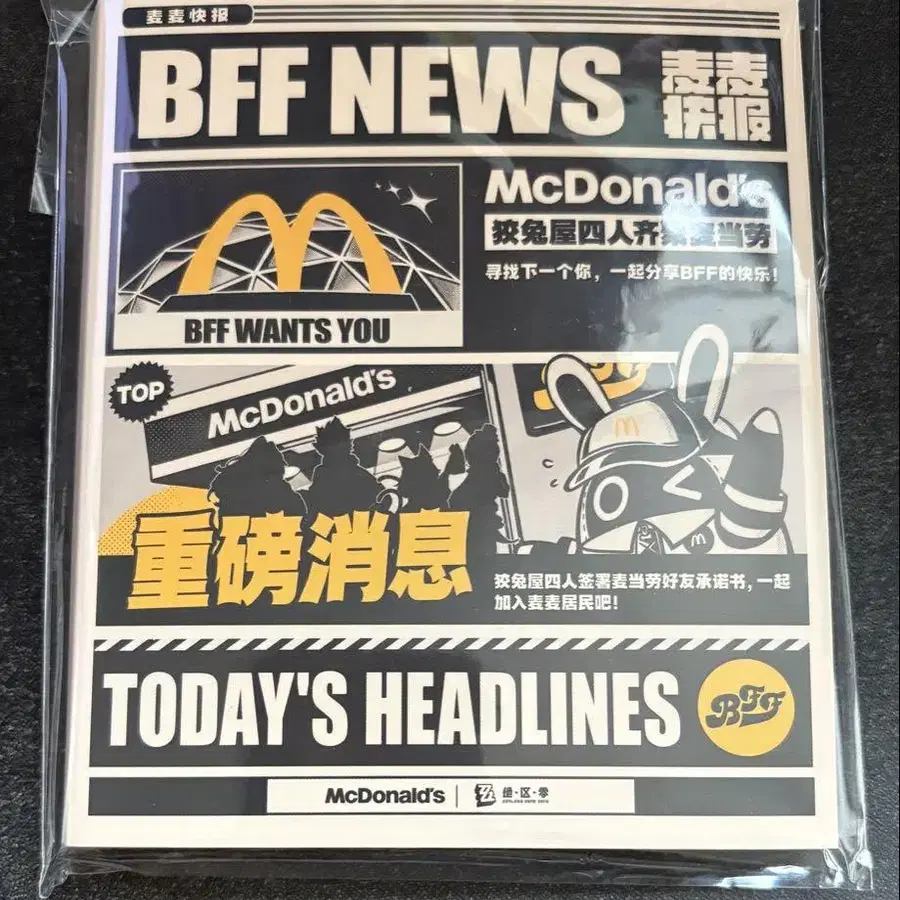 麦麦快报
BFF NEWS
麦麦
快报
McDonald's
狡兔屋四人齐聚麦当劳
寻找下一个你，一起分享BFF的快乐！
BFF WANTS YOU
TOP
McDonald's
BFF
重磅消息
狡兔屋四人签署麦当劳好友承诺书，一起
加入麦麦居民吧！
TODAY'S HEADLINES
BFF
McDonald's
绝·区·零
ZENLESS ZONE ZERO